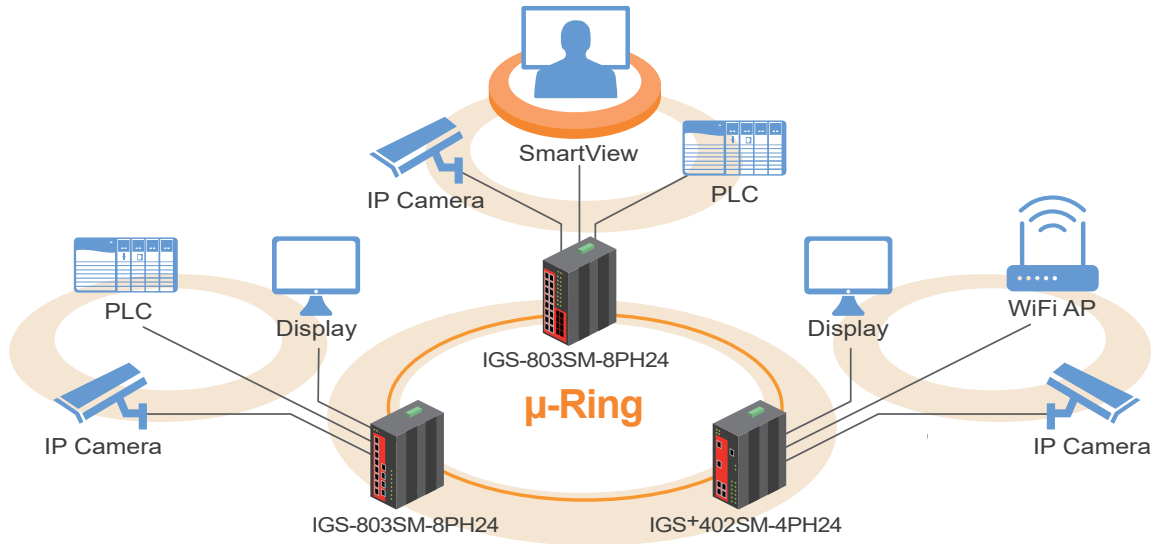 SmartView
IP Camera
PLC
PLC
Display
Display
WiFi AP
IGS-803SM-8PH24
µ-Ring
IP Camera
IP Camera
IGS-803SM-8PH24
IGS+402SM-4PH24